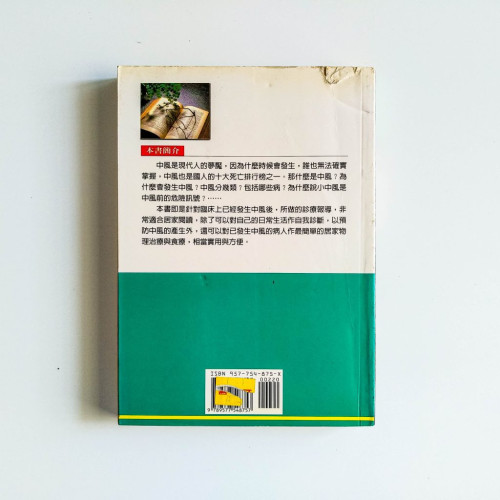 本書簡介
中風是現代人的夢魘，因為什麼時候會發生，誰也無法確實
掌握，中風也是國人的十大死亡排行榜之一。那什麼是中風？為
什麼會發生中風？中風分幾類？包括哪些病？為什麼說小中風是
中風前的危險訊號？……
本書即是針對臨床上已經發生中風後，所做的診療報導，非
常適合居家閱讀，除了可以對自己的日常生活作自我診斷，以預
防中風的產生外，還可以對已發生中風的病人作最簡單的居家物
理治療與食療，相當實用與方便。
ISBN 957-754-875-X
00220
9789577548757